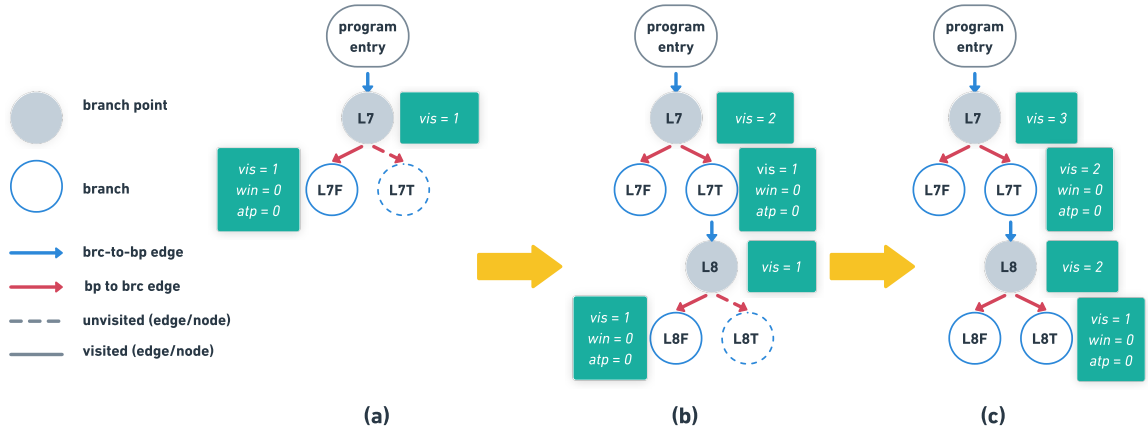 branch point
branch
brc-to-bp edge
bp to brc edge
unvisited (edge/node)
visited (edge/node)
program
entry
L7
vis = 1
vis = 1
win = 0
atp = 0
L7F
L7T
(a)
program
entry
L7
vis = 2
L7F
L7T
vis = 1
win = 0
atp = 0
L8
vis = 1
vis = 1
win = 0
atp = 0
L8F
L8T
(b)
program
entry
L7
vis = 3
L7F
L7T
vis = 2
win = 0
atp = 0
L8
vis = 2
L8F
L8T
vis = 1
win = 0
atp = 0
(c)